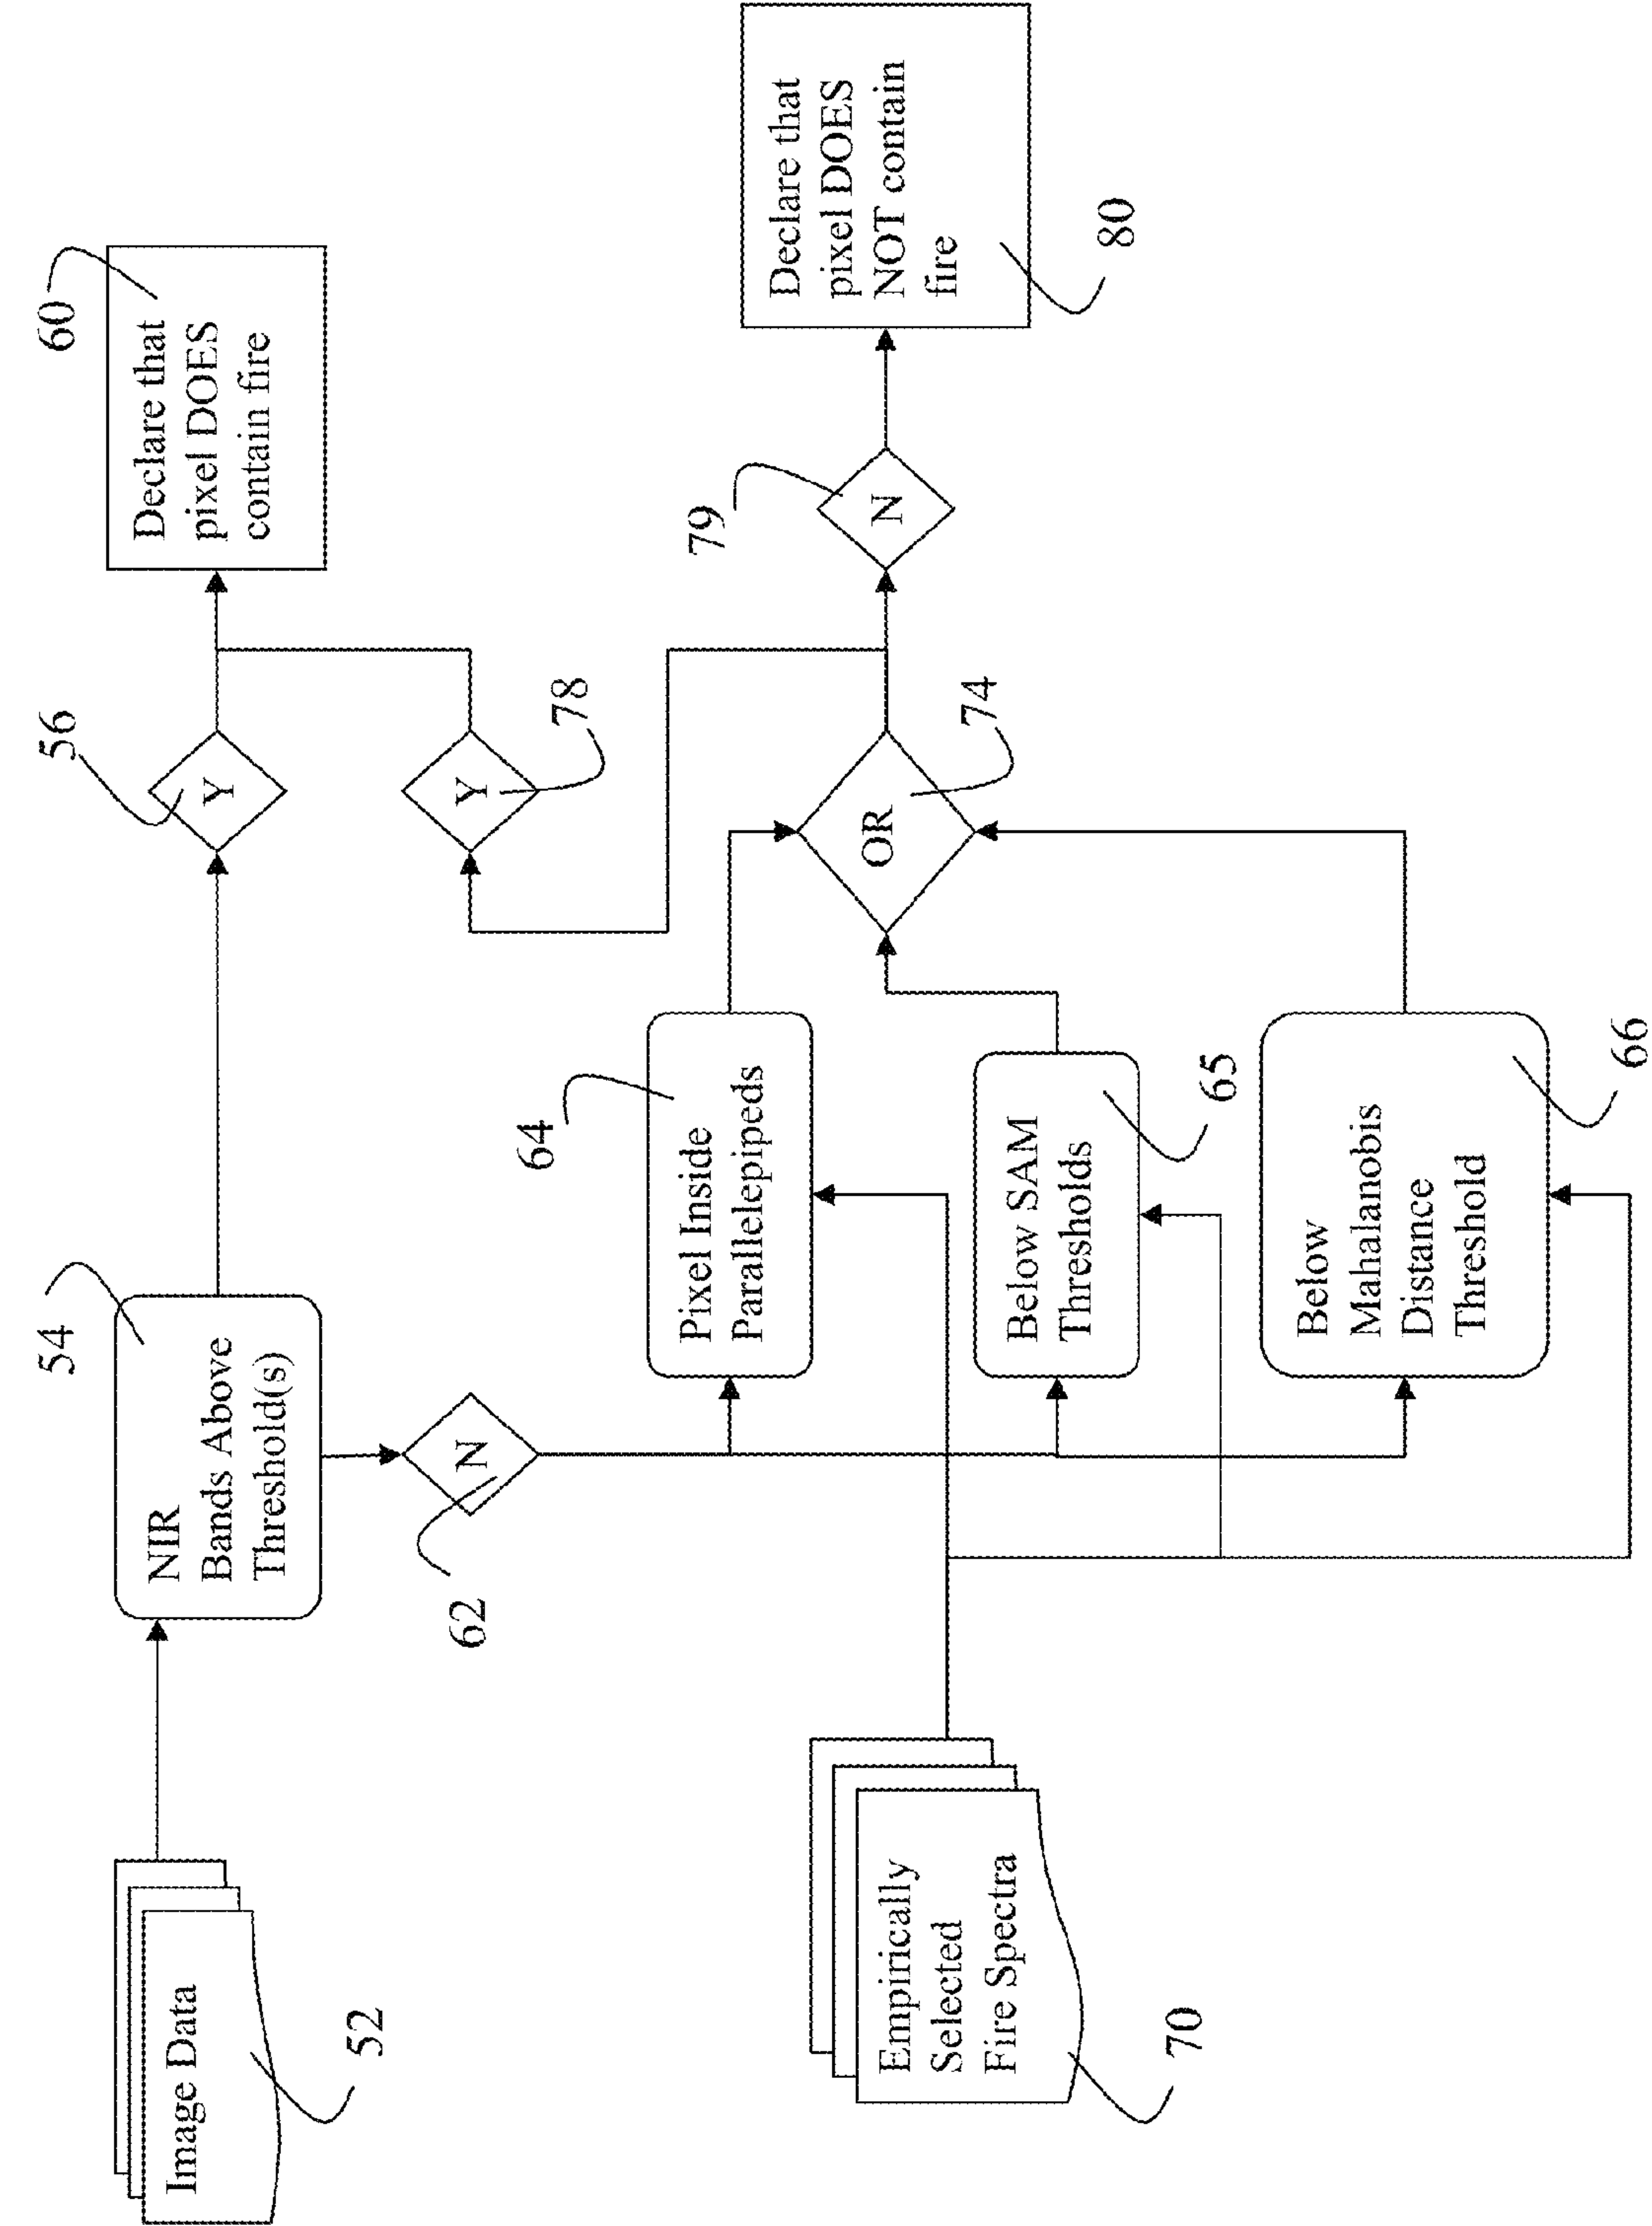 Image Data
52
NIR
Bands Above
Threshold(s)
54
Y
56
Declare that
pixel DOES
contain fire
60
N
62
Y
78
Empirically
Selected
Fire Spectra
70
Pixel Inside
Parallelepipeds
64
Below SAM
Thresholds
65
Below
Mahalanobis
Distance
Threshold
66
OR
74
N
79
Declare that
pixel DOES
NOT contain
fire
80